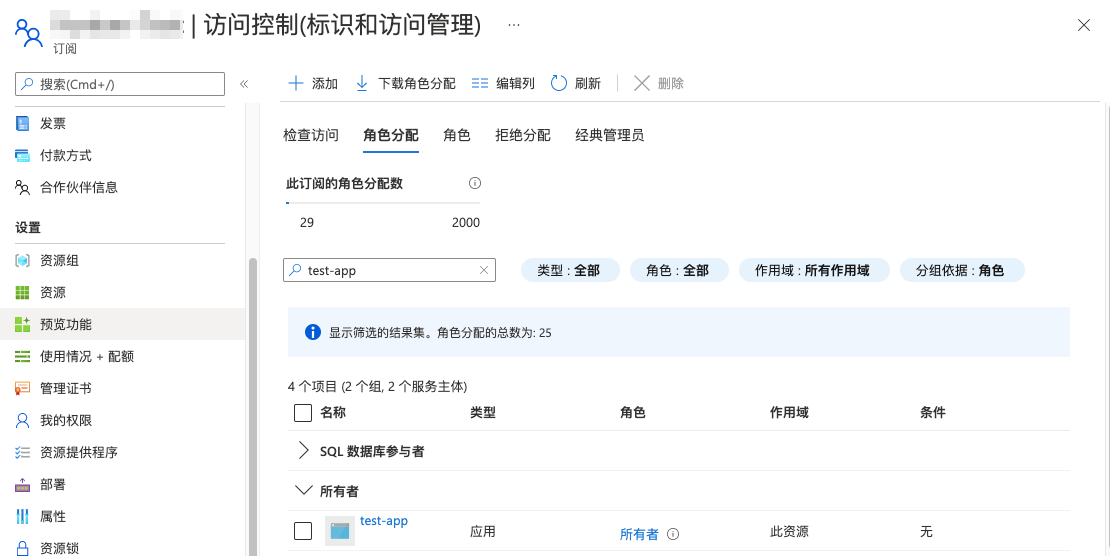 | 访问控制(标识和访问管理) ...
订阅
搜索(Cmd+/)
«
发票
付款方式
合作伙伴信息
设置
资源组
资源
预览功能
使用情况 + 配额
管理证书
我的权限
资源提供程序
部署
属性
资源锁
添加 下载角色分配 编辑列 刷新 删除
检查访问 角色分配 角色 拒绝分配 经典管理员
此订阅的角色分配数
29 2000
test-app 类型 : 全部 角色 : 全部 作用域 : 所有作用域 分组依据 : 角色
显示筛选的结果集。角色分配的总数为: 25
4 个项目 (2 个组, 2 个服务主体)
名称 类型 角色 作用域 条件
SQL 数据库参与者
所有者
test-app 应用 所有者 此资源 无